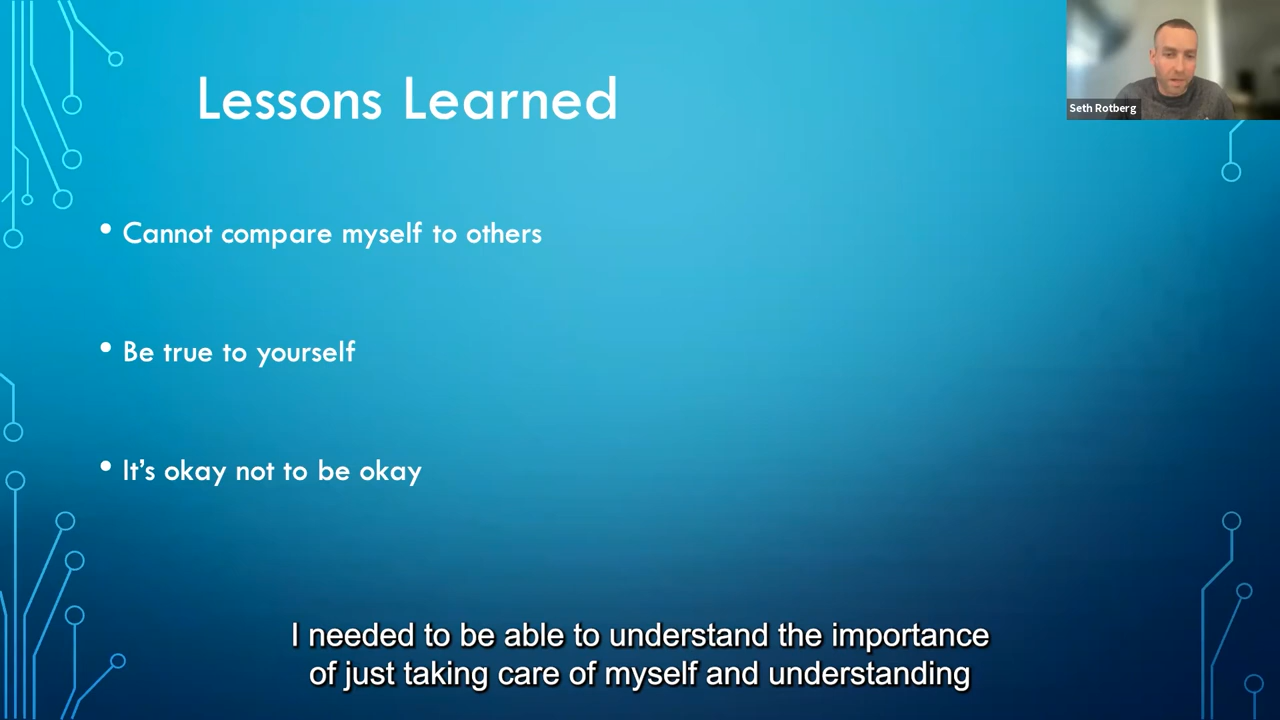 Lessons Learned
Seth Rotberg
• Cannot compare myself to others
• Be true to yourself
• It’s okay not to be okay
I needed to be able to understand the importance
of just taking care of myself and understanding